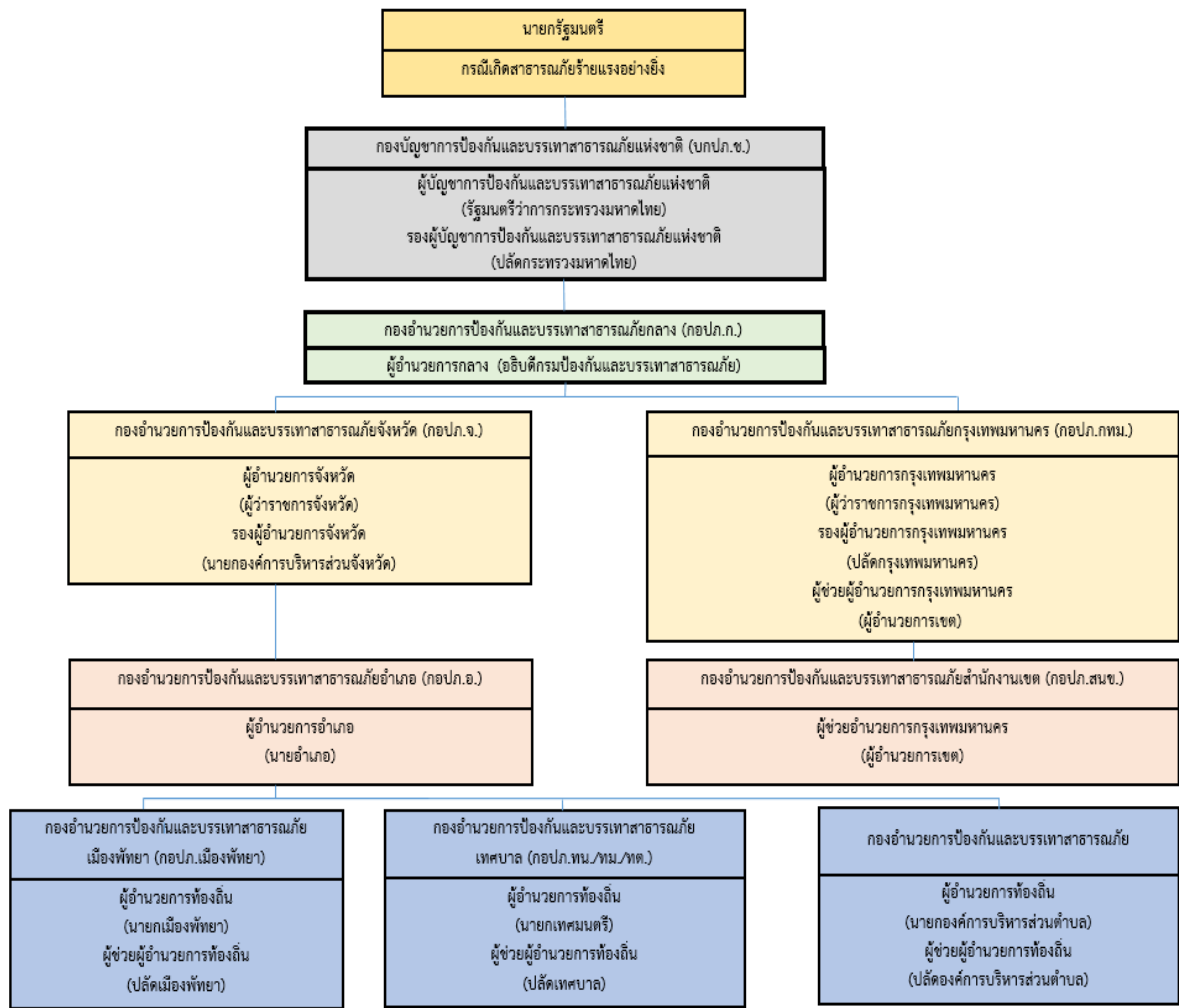 นายกรัฐมนตรี
กรณีเกิดสาธารณภัยร้ายแรงอย่างยิ่ง
กองบัญชาการป้องกันและบรรเทาสาธารณภัยแห่งชาติ (บกปภ.ช.)
ผู้บัญชาการป้องกันและบรรเทาสาธารณภัยแห่งชาติ
(รัฐมนตรีว่าการกระทรวงมหาดไทย)
รองผู้บัญชาการป้องกันและบรรเทาสาธารณภัยแห่งชาติ
(ปลัดกระทรวงมหาดไทย)
กองอำนวยการป้องกันและบรรเทาสาธารณภัยกลาง (กอปภ.ก.)
ผู้อำนวยการกลาง (อธิบดีกรมป้องกันและบรรเทาสาธารณภัย)
กองอำนวยการป้องกันและบรรเทาสาธารณภัยจังหวัด (กอปภ.จ.)
ผู้อำนวยการจังหวัด
(ผู้ว่าราชการจังหวัด)
รองผู้อำนวยการจังหวัด
(นายกองค์การบริหารส่วนจังหวัด)
กองอำนวยการป้องกันและบรรเทาสาธารณภัยกรุงเทพมหานคร (กอปภ.กทม.)
ผู้อำนวยการกรุงเทพมหานคร
(ผู้ว่าราชการกรุงเทพมหานคร)
รองผู้อำนวยการกรุงเทพมหานคร
(ปลัดกรุงเทพมหานคร)
ผู้ช่วยผู้อำนวยการกรุงเทพมหานคร
(ผู้อำนวยการเขต)
กองอำนวยการป้องกันและบรรเทาสาธารณภัยอำเภอ (กอปภ.อ.)
ผู้อำนวยการอำเภอ
(นายอำเภอ)
กองอำนวยการป้องกันและบรรเทาสาธารณภัยสำนักงานเขต (กอปภ.สนข.)
ผู้ช่วยอำนวยการกรุงเทพมหานคร
(ผู้อำนวยการเขต)
กองอำนวยการป้องกันและบรรเทาสาธารณภัย
เมืองพัทยา (กอปภ.เมืองพัทยา)
ผู้อำนวยการท้องถิ่น
(นายกเมืองพัทยา)
ผู้ช่วยผู้อำนวยการท้องถิ่น
(ปลัดเมืองพัทยา)
กองอำนวยการป้องกันและบรรเทาสาธารณภัย
เทศบาล (กอปภ.ทน./ทม./ทต.)
ผู้อำนวยการท้องถิ่น
(นายกเทศมนตรี)
ผู้ช่วยผู้อำนวยการท้องถิ่น
(ปลัดเทศบาล)
กองอำนวยการป้องกันและบรรเทาสาธารณภัย
ผู้อำนวยการท้องถิ่น
(นายกองค์การบริหารส่วนตำบล)
ผู้ช่วยผู้อำนวยการท้องถิ่น
(ปลัดองค์การบริหารส่วนตำบล)